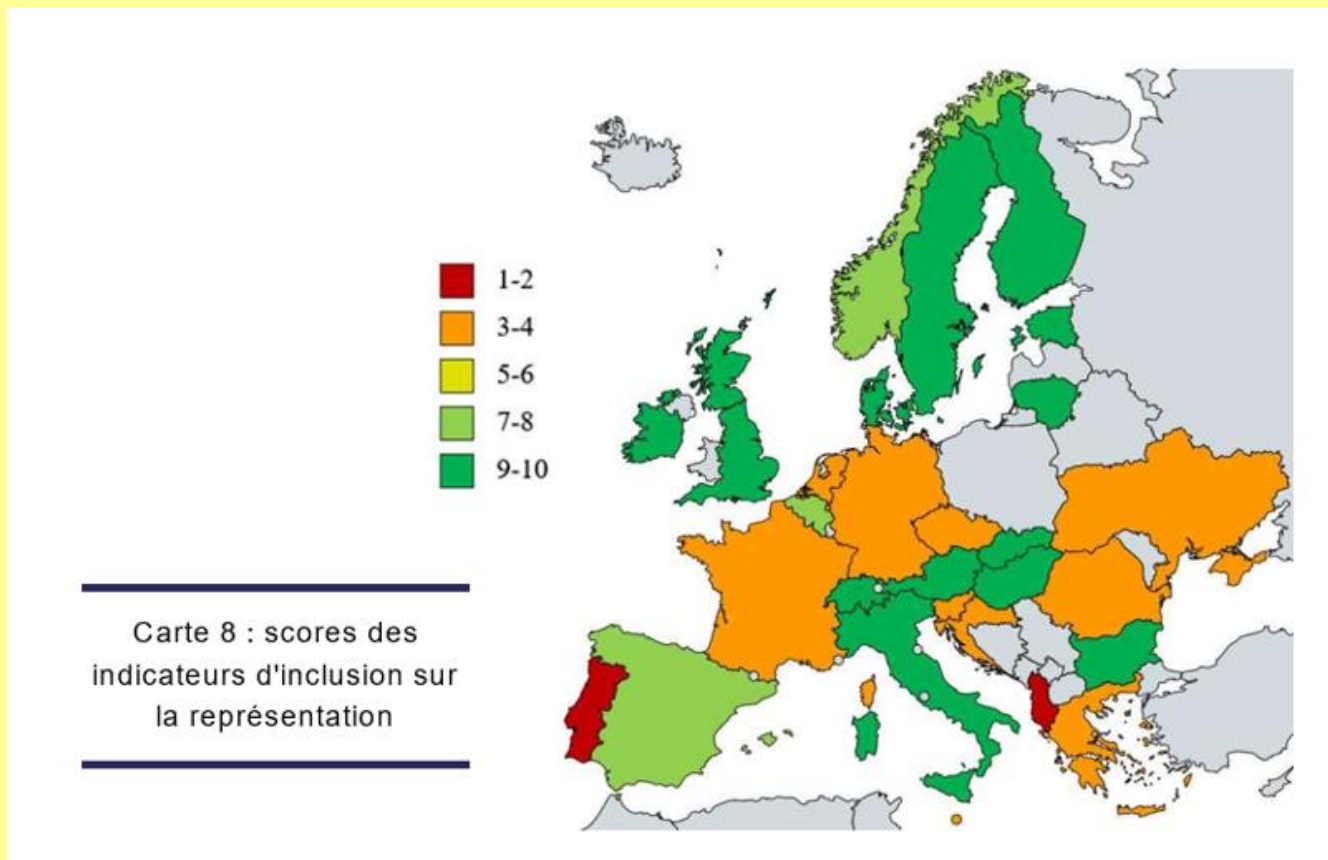 1-2
3-4
5-6
7-8
9-10
Carte 8 : scores des
indicateurs d'inclusion sur
la représentation